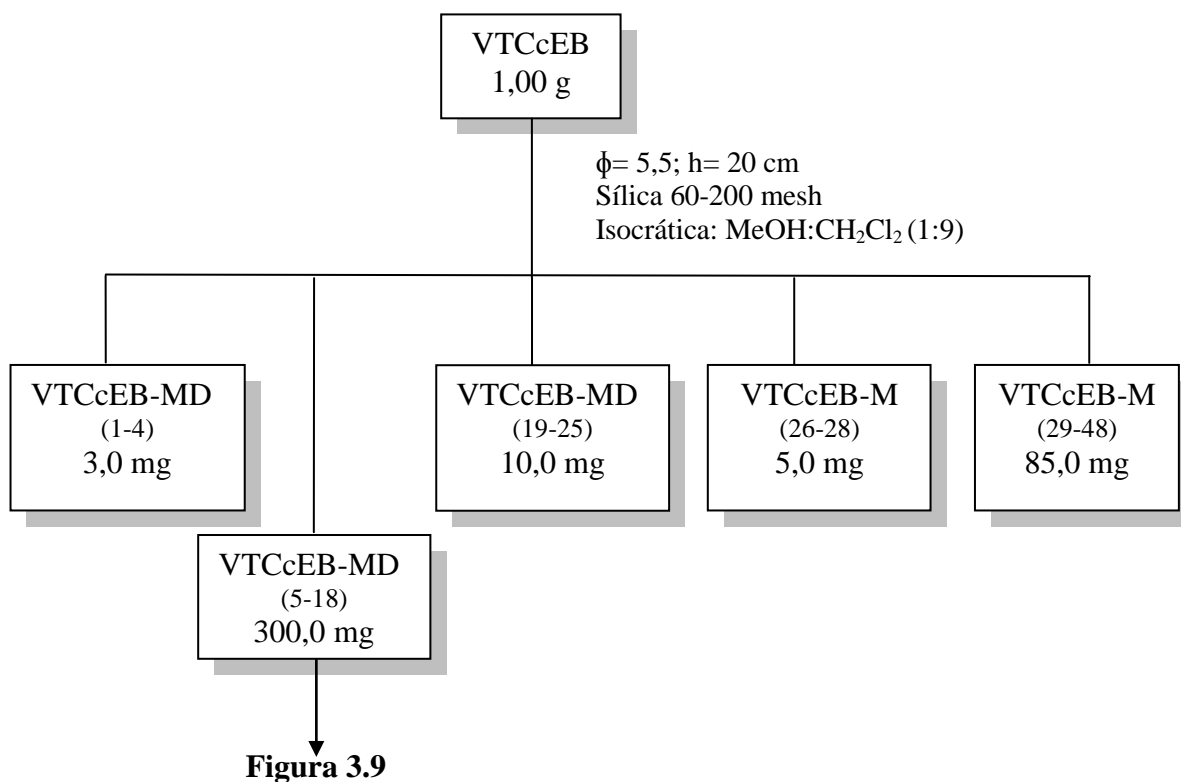 VTCcEB
1,00 g
ϕ= 5,5; h= 20 cm
Sílica 60-200 mesh
Isocrática: MeOH:CH₂Cl₂ (1:9)
VTCcEB-MD
(1-4)
3,0 mg
VTCcEB-MD
(5-18)
300,0 mg
VTCcEB-MD
(19-25)
10,0 mg
VTCcEB-M
(26-28)
5,0 mg
VTCcEB-M
(29-48)
85,0 mg
Figura 3.9